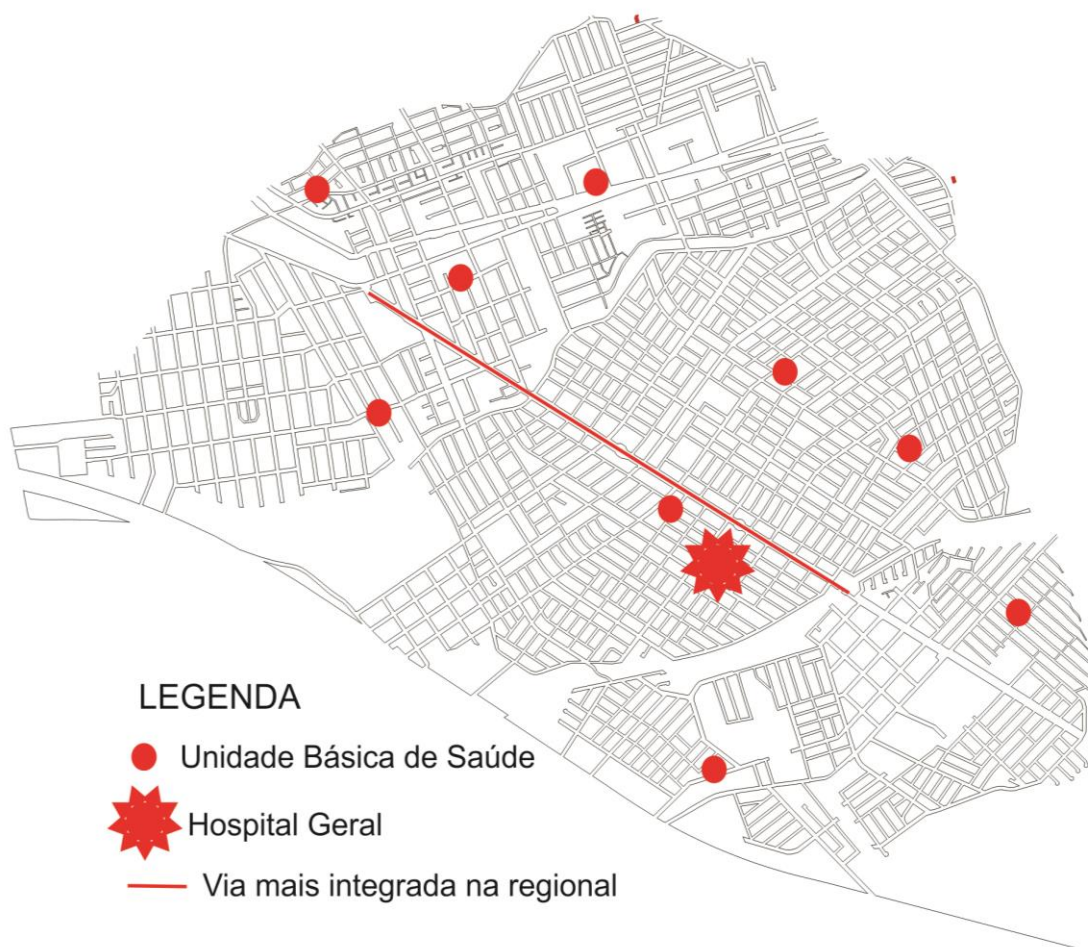 LEGENDA
Unidade Básica de Saúde
Hospital Geral
Via mais integrada na regional